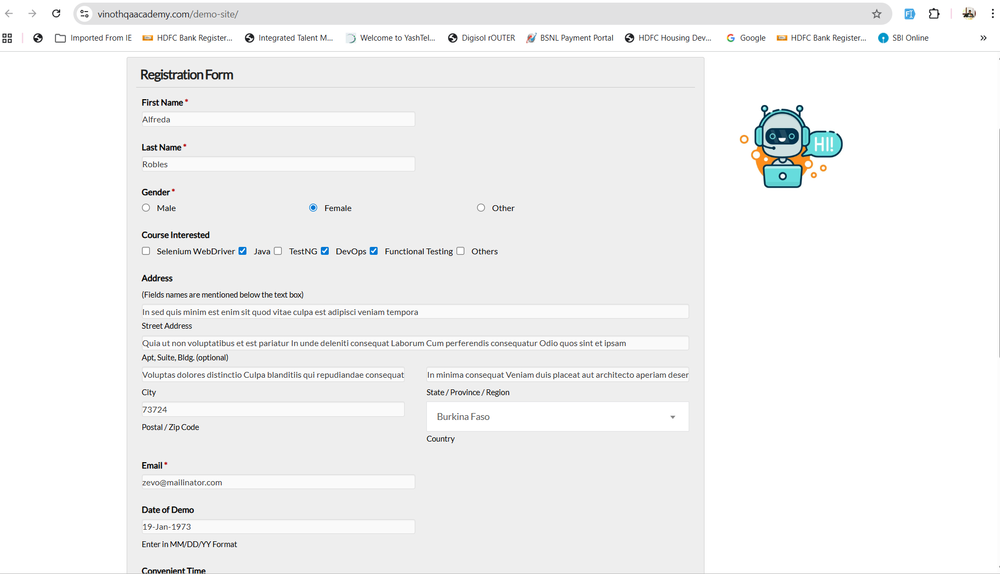 vinothqaacademy.com/demo-site/
Imported From IE HDFC Bank Register... Integrated Talent M... Welcome to YashTel... Digisol rOUTER BSNL Payment Portal HDFC Housing Dev... Google HDFC Bank Register... SBI Online
Registration Form
First Name *
Alfreda
HI!
Last Name *
Robles
Gender *
Male Female Other
Course Interested
Selenium WebDriver Java TestNG DevOps Functional Testing Others
Address
(Fields names are mentioned below the text box)
In sed quis minim est enim sit quod vitae culpa est adipisci veniam tempora
Street Address
Quia ut non voluptatibus et est pariatur In unde deleniti consequat Laborum Cum perferendis consequatur Odio quos sint et ipsam
Apt, Suite, Bldg. (optional)
Voluptas dolores distinctio Culpa blanditiis qui repudiandae consequat In minima consequat Veniam duis placeat aut architecto aperiam deser
City State / Province / Region
73724 Burkina Faso
Postal / Zip Code
Country
Email *
zevo@mailinator.com
Date of Demo
19-Jan-1973
Enter in MM/DD/YY Format
Convenient Time